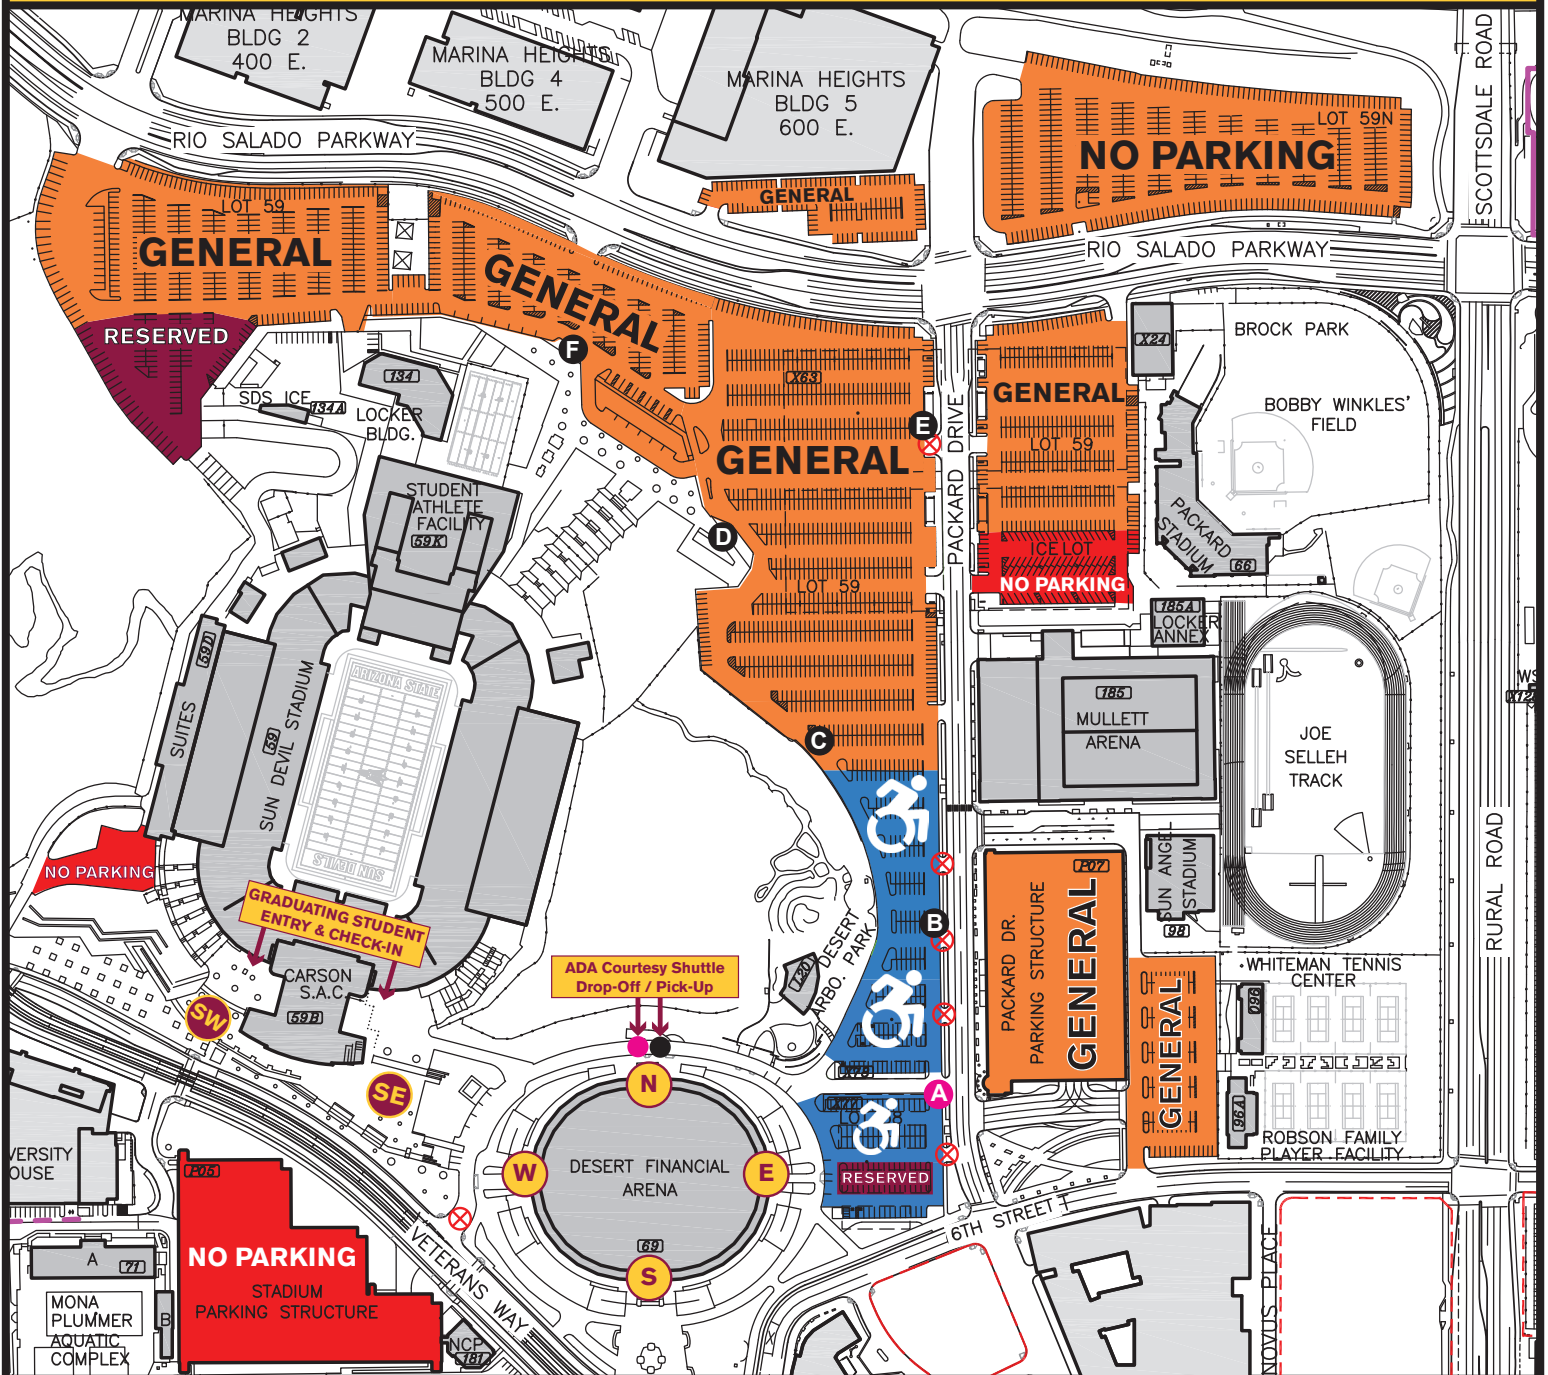 MARINA HEIGHTS
BLDG 2
400 E.
MARINA HEIGHTS
BLDG 4
500 E.
MARINA HEIGHTS
BLDG 5
600 E.
SCOTTSDALE ROAD
RIO SALADO PARKWAY
LOT 59N
NO PARKING
GENERAL
LOT 59
GENERAL
GENERAL
RIO SALADO PARKWAY
RESERVED
F
X24
BROCK PARK
134
X63
SDS ICE
134A
LOCKER
BLDG.
GENERAL
BOBBY WINKLES'
FIELD
E
PACKARD DRIVE
LOT 59
GENERAL
STUDENT
ATHLETE
FACILITY
59K
D
PACKARD
STADIUM
66
ICE LOT
NO PARKING
LOT 59
185A
LOCKER
ANNEX
59D
SUITES
59
SUN DEVIL STADIUM
ARIZONA STATE
SUN DEVILS
185
MULLETT
ARENA
C
JOE
SELLEH
TRACK
RURAL ROAD
NO PARKING
P07
PACKARD DR.
PARKING STRUCTURE
GENERAL
SUN ANGEL
STADIUM
98
GRADUATING STUDENT
ENTRY & CHECK-IN
B
DESERT
ARBO. PARK
120
CARSON
S.A.C.
59B
ADA Courtesy Shuttle
Drop-Off / Pick-Up
WHITEMAN TENNIS
CENTER
096
GENERAL
SW
SE
N
X78
A
X77
96A
ROBSON FAMILY
PLAYER FACILITY
W
DESERT FINANCIAL
ARENA
E
RESERVED
P05
69
S
6TH STREET
VETERANS WAY
NO PARKING
STADIUM
PARKING STRUCTURE
NOVUS PLACE
A
71
MONA
PLUMMER
AQUATIC
COMPLEX
B
NCP
181
VERSITY
OUSE